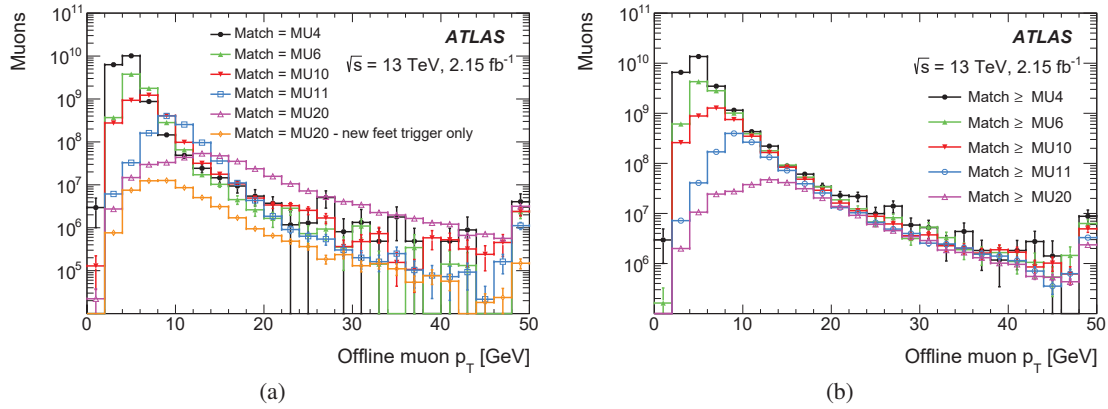 Muons
10^11
10^10
10^9
10^8
10^7
10^6
10^5
Match = MU4
Match = MU6
Match = MU10
Match = MU11
Match = MU20
Match = MU20 - new feet trigger only
ATLAS
√s = 13 TeV, 2.15 fb^-1
0 10 20 30 40 50
Offline muon p_T [GeV]
(a)
Muons
10^11
10^10
10^9
10^8
10^7
10^6
ATLAS
√s = 13 TeV, 2.15 fb^-1
Match ≥ MU4
Match ≥ MU6
Match ≥ MU10
Match ≥ MU11
Match ≥ MU20
0 10 20 30 40 50
Offline muon p_T [GeV]
(b)